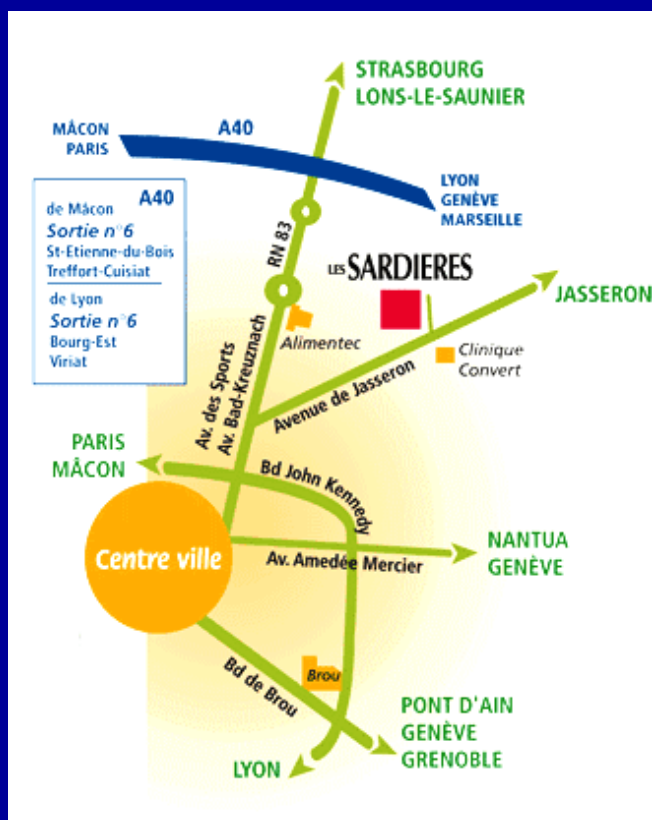 STRASBOURG
LONS-LE-SAUNIER
A40
MÂCON
PARIS
LYON
GENÈVE
MARSEILLE
A40
de Mâcon
Sortie n°6
St-Etienne-du-Bois
Treffort-Cuisiat
de Lyon
Sortie n°6
Bourg-Est
Viriat
RN 83
LES SARDIERES
JASSERON
Alimentec
Clinique
Convert
Avenue de Jasseron
Av. des Sports
Av. Bad-Kreuznach
PARIS
MÂCON
Bd John Kennedy
Centre ville
Av. Amedée Mercier
NANTUA
GENÈVE
Bd de Brou
Brou
PONT D'AIN
GENÈVE
GRENOBLE
LYON